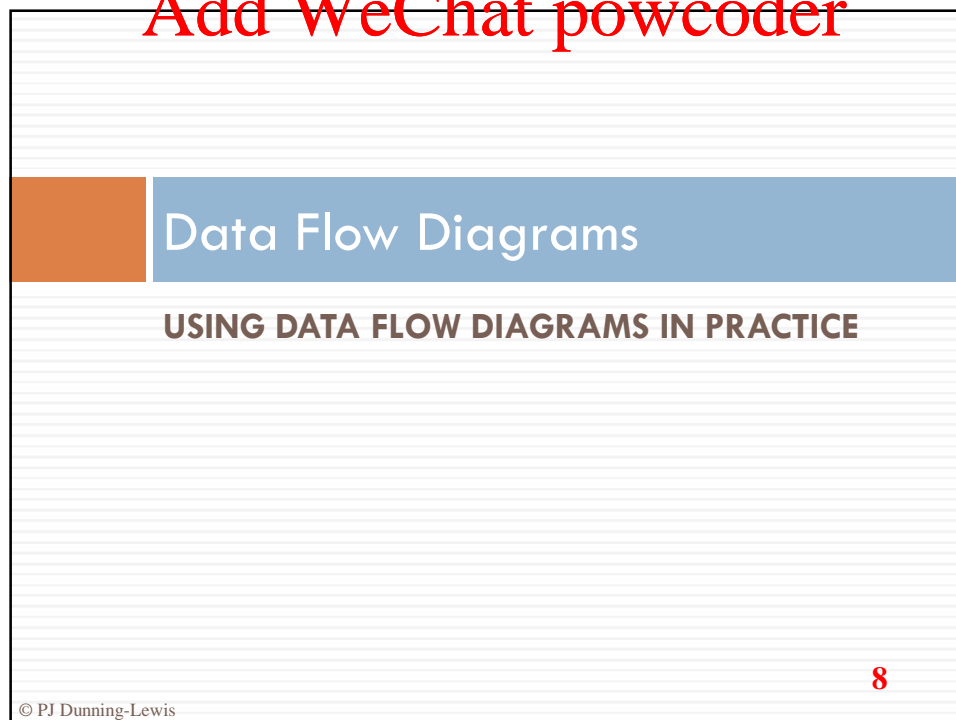 Add WeChat powcoder
Data Flow Diagrams
USING DATA FLOW DIAGRAMS IN PRACTICE
8
© PJ Dunning-Lewis